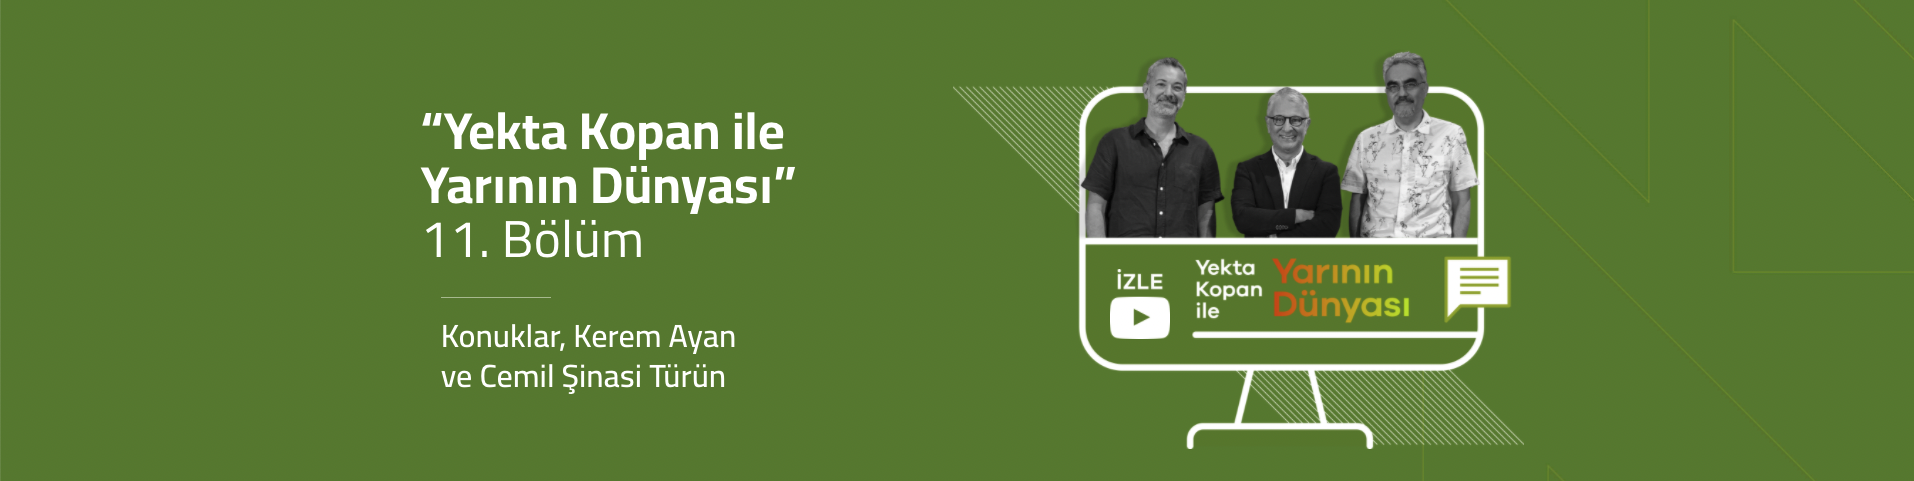 “Yekta Kopan ile
Yarının Dünyası”
11. Bölüm
Konuklar, Kerem Ayan
ve Cemil Şinasi Türün
İZLE
Yekta
Kopan
ile
Yarının
Dünyası